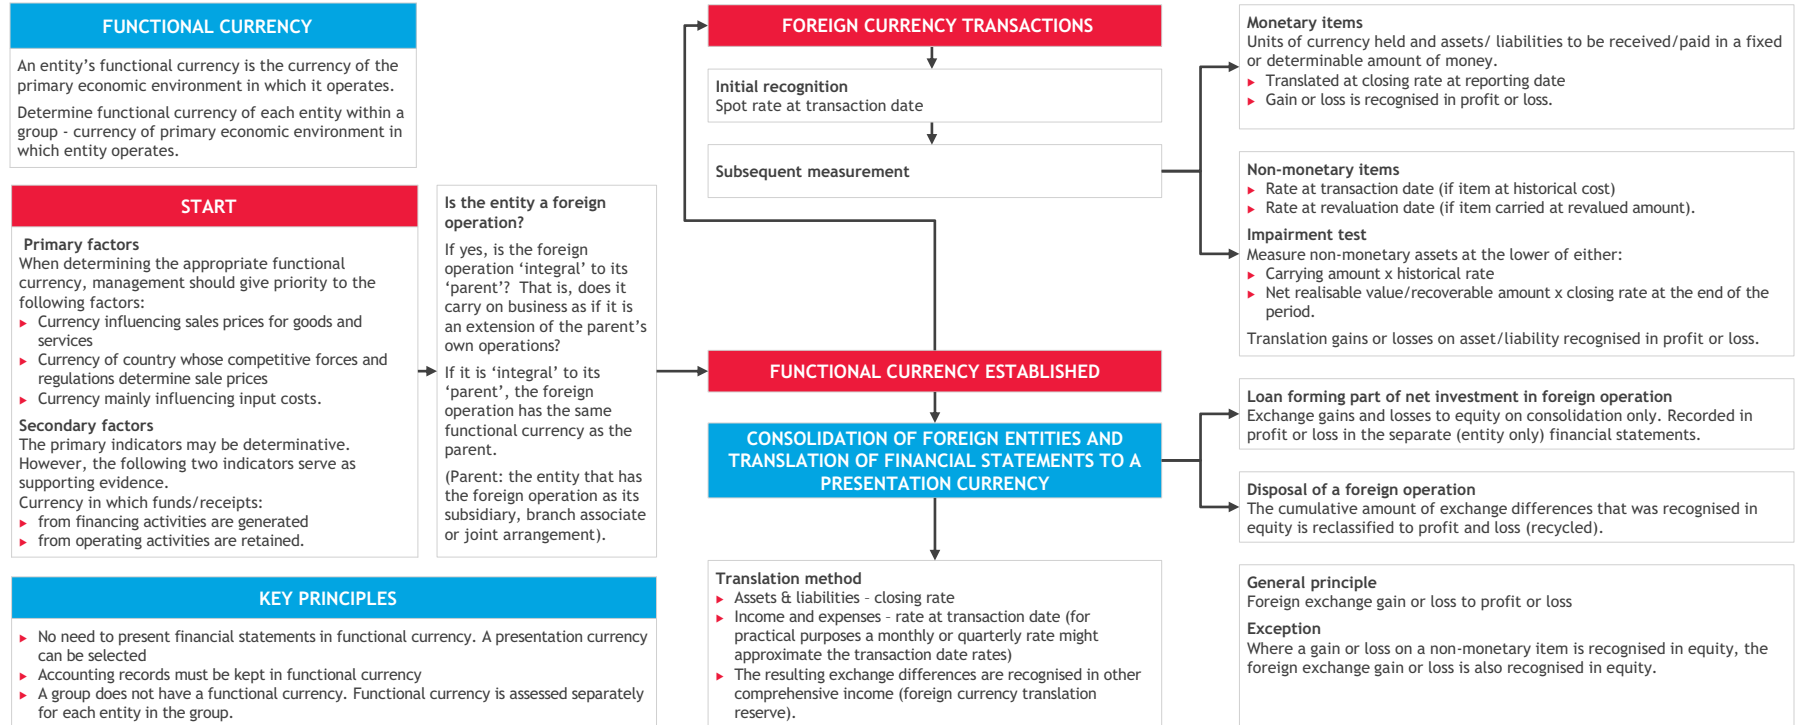 FUNCTIONAL CURRENCY
An entity's functional currency is the currency of the
primary economic environment in which it operates.
Determine functional currency of each entity within a
group - currency of primary economic environment in
which entity operates.
START
Primary factors
When determining the appropriate functional
currency, management should give priority to the
following factors:
► Currency influencing sales prices for goods and
services
► Currency of country whose competitive forces and
regulations determine sale prices
► Currency mainly influencing input costs.
Secondary factors
The primary indicators may be determinative.
However, the following two indicators serve as
supporting evidence.
Currency in which funds/receipts:
► from financing activities are generated
► from operating activities are retained.
Is the entity a foreign
operation?
If yes, is the foreign
operation ‘integral’ to its
‘parent’? That is, does it
carry on business as if it is
an extension of the parent’s
own operations?
If it is ‘integral’ to its
‘parent’, the foreign
operation has the same
functional currency as the
parent.
(Parent: the entity that has
the foreign operation as its
subsidiary, branch associate
or joint arrangement).
KEY PRINCIPLES
► No need to present financial statements in functional currency. A presentation currency
can be selected
► Accounting records must be kept in functional currency
► A group does not have a functional currency. Functional currency is assessed separately
for each entity in the group.
FOREIGN CURRENCY TRANSACTIONS
Initial recognition
Spot rate at transaction date
Subsequent measurement
FUNCTIONAL CURRENCY ESTABLISHED
CONSOLIDATION OF FOREIGN ENTITIES AND
TRANSLATION OF FINANCIAL STATEMENTS TO A
PRESENTATION CURRENCY
Translation method
► Assets & liabilities – closing rate
► Income and expenses – rate at transaction date (for
practical purposes a monthly or quarterly rate might
approximate the transaction date rates)
► The resulting exchange differences are recognised in other
comprehensive income (foreign currency translation
reserve).
Monetary items
Units of currency held and assets/ liabilities to be received/paid in a fixed
or determinable amount of money.
► Translated at closing rate at reporting date
► Gain or loss is recognised in profit or loss.
Non-monetary items
► Rate at transaction date (if item at historical cost)
► Rate at revaluation date (if item carried at revalued amount).
Impairment test
Measure non-monetary assets at the lower of either:
► Carrying amount x historical rate
► Net realisable value/recoverable amount x closing rate at the end of the
period.
Translation gains or losses on asset/liability recognised in profit or loss.
Loan forming part of net investment in foreign operation
Exchange gains and losses to equity on consolidation only. Recorded in
profit or loss in the separate (entity only) financial statements.
Disposal of a foreign operation
The cumulative amount of exchange differences that was recognised in
equity is reclassified to profit and loss (recycled).
General principle
Foreign exchange gain or loss to profit or loss
Exception
Where a gain or loss on a non-monetary item is recognised in equity, the
foreign exchange gain or loss is also recognised in equity.